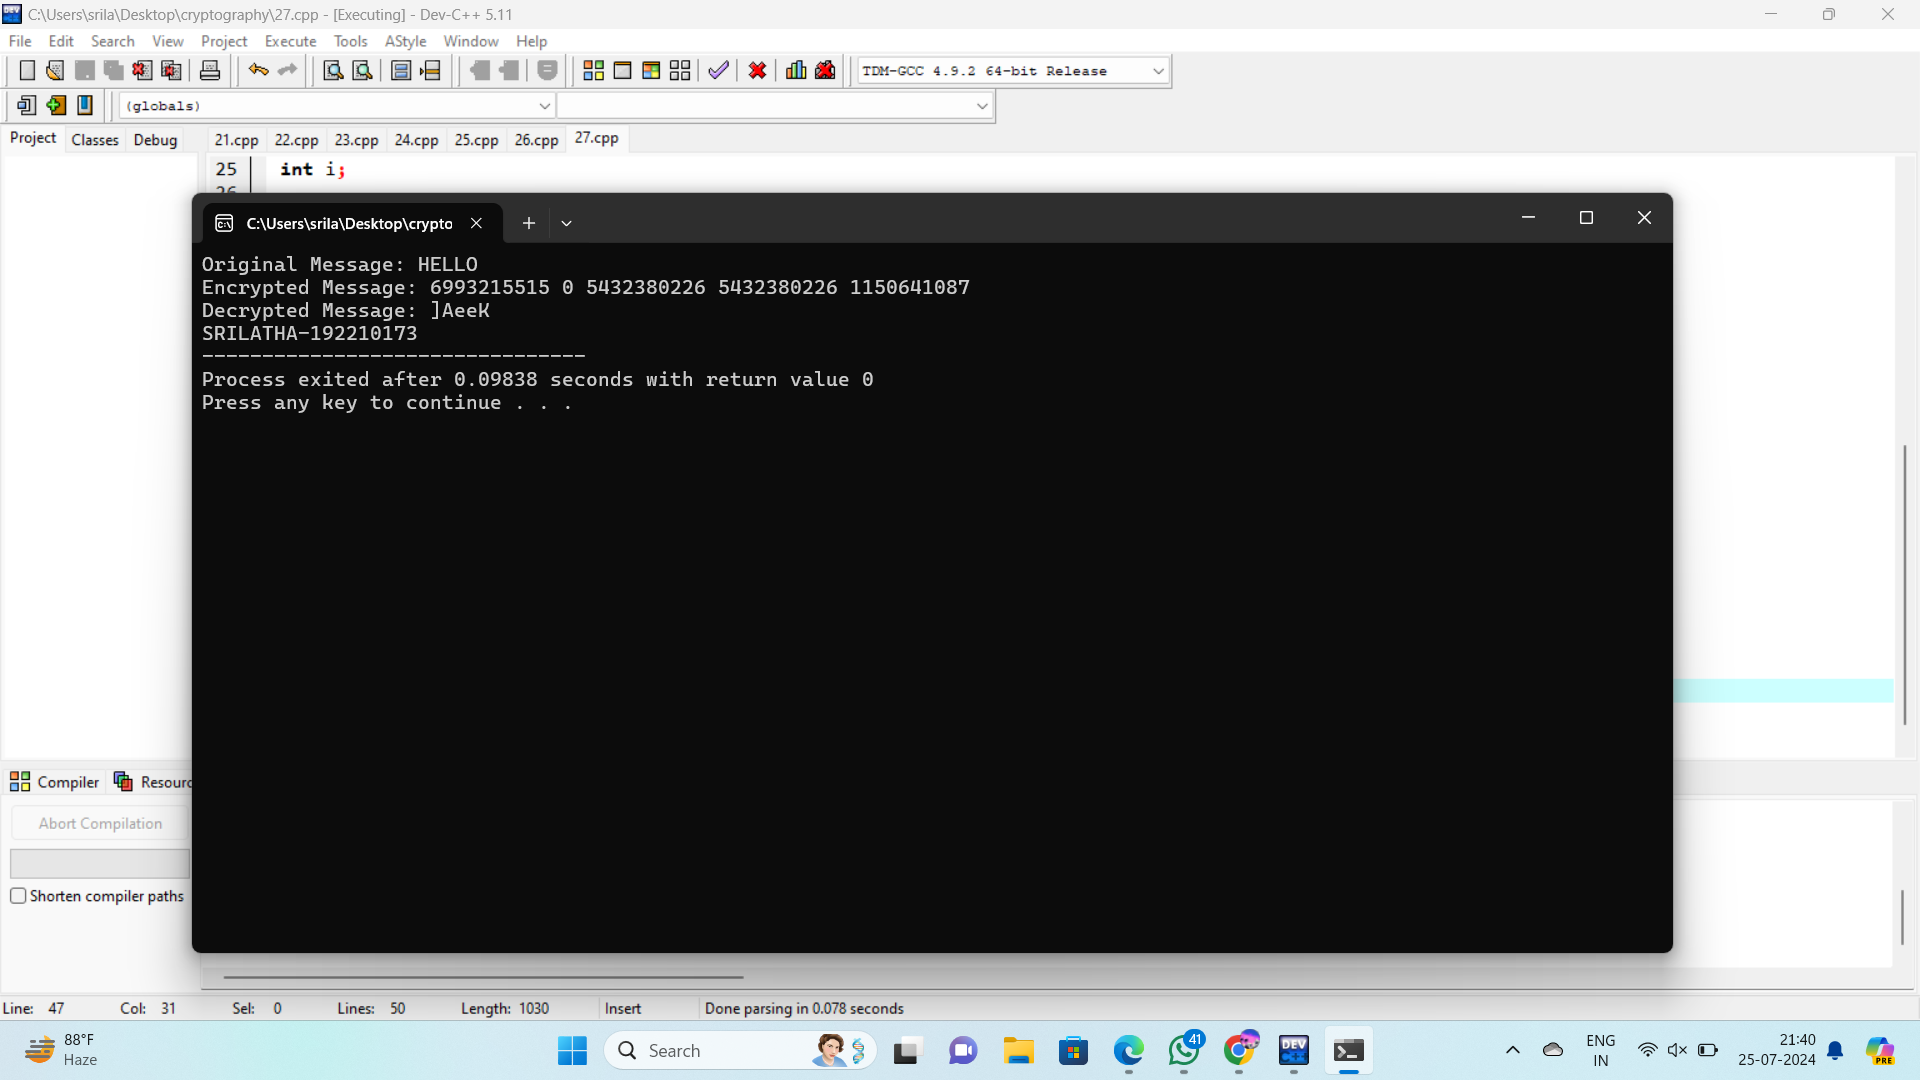 C:\Users\srila\Desktop\cryptography\27.cpp - [Executing] - Dev-C++ 5.11
File Edit Search View Project Execute Tools AStyle Window Help
TDM-GCC 4.9.2 64-bit Release
(globals)
Project Classes Debug 21.cpp 22.cpp 23.cpp 24.cpp 25.cpp 26.cpp 27.cpp
25 int i;
C:\Users\srila\Desktop\crypto
Original Message: HELLO
Encrypted Message: 6993215515 0 5432380226 5432380226 1150641087
Decrypted Message: ]AeeK
SRILATHA-192210173
--------------------------------
Process exited after 0.09838 seconds with return value 0
Press any key to continue . . .
Compiler Resourc
Abort Compilation
Shorten compiler paths
Line: 47 Col: 31 Sel: 0 Lines: 50 Length: 1030 Insert Done parsing in 0.078 seconds
88°F
Haze
Search
41
DEV
PRE
ENG
IN
21:40
25-07-2024